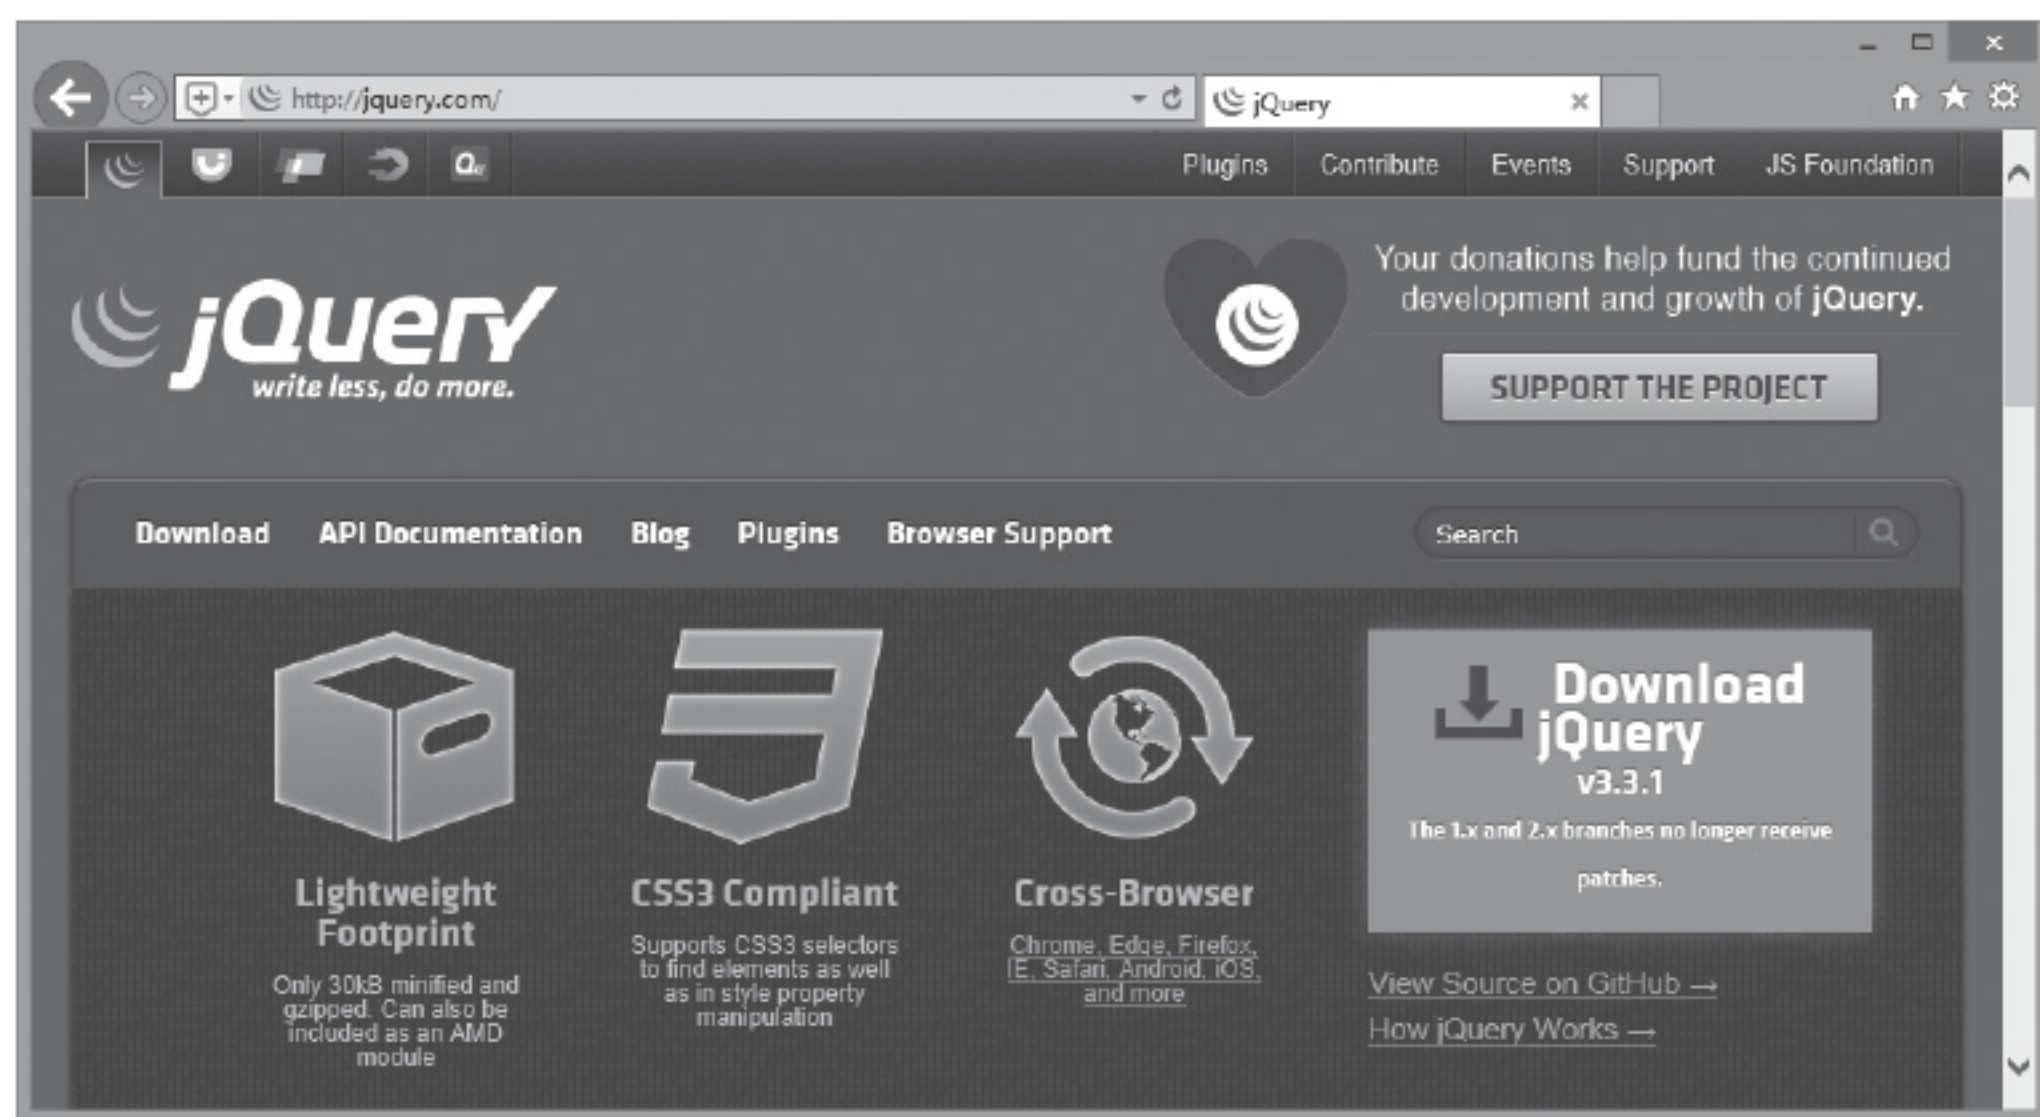 http://jquery.com/
jQuery
Plugins
Contribute
Events
Support
JS Foundation
jQuery
write less, do more.
Your donations help fund the continued
development and growth of jQuery.
SUPPORT THE PROJECT
Download
API Documentation
Blog
Plugins
Browser Support
Search
Lightweight
Footprint
Only 30kB minified and
gzipped. Can also be
included as an AMD
module
CSS3 Compliant
Supports CSS3 selectors
to find elements as well
as in style property
manipulation
Cross-Browser
Chrome, Edge, Firefox,
IE, Safari, Android, iOS,
and more
Download
jQuery
v3.3.1
The 1.x and 2.x branches no longer receive
patches.
View Source on GitHub →
How jQuery Works →